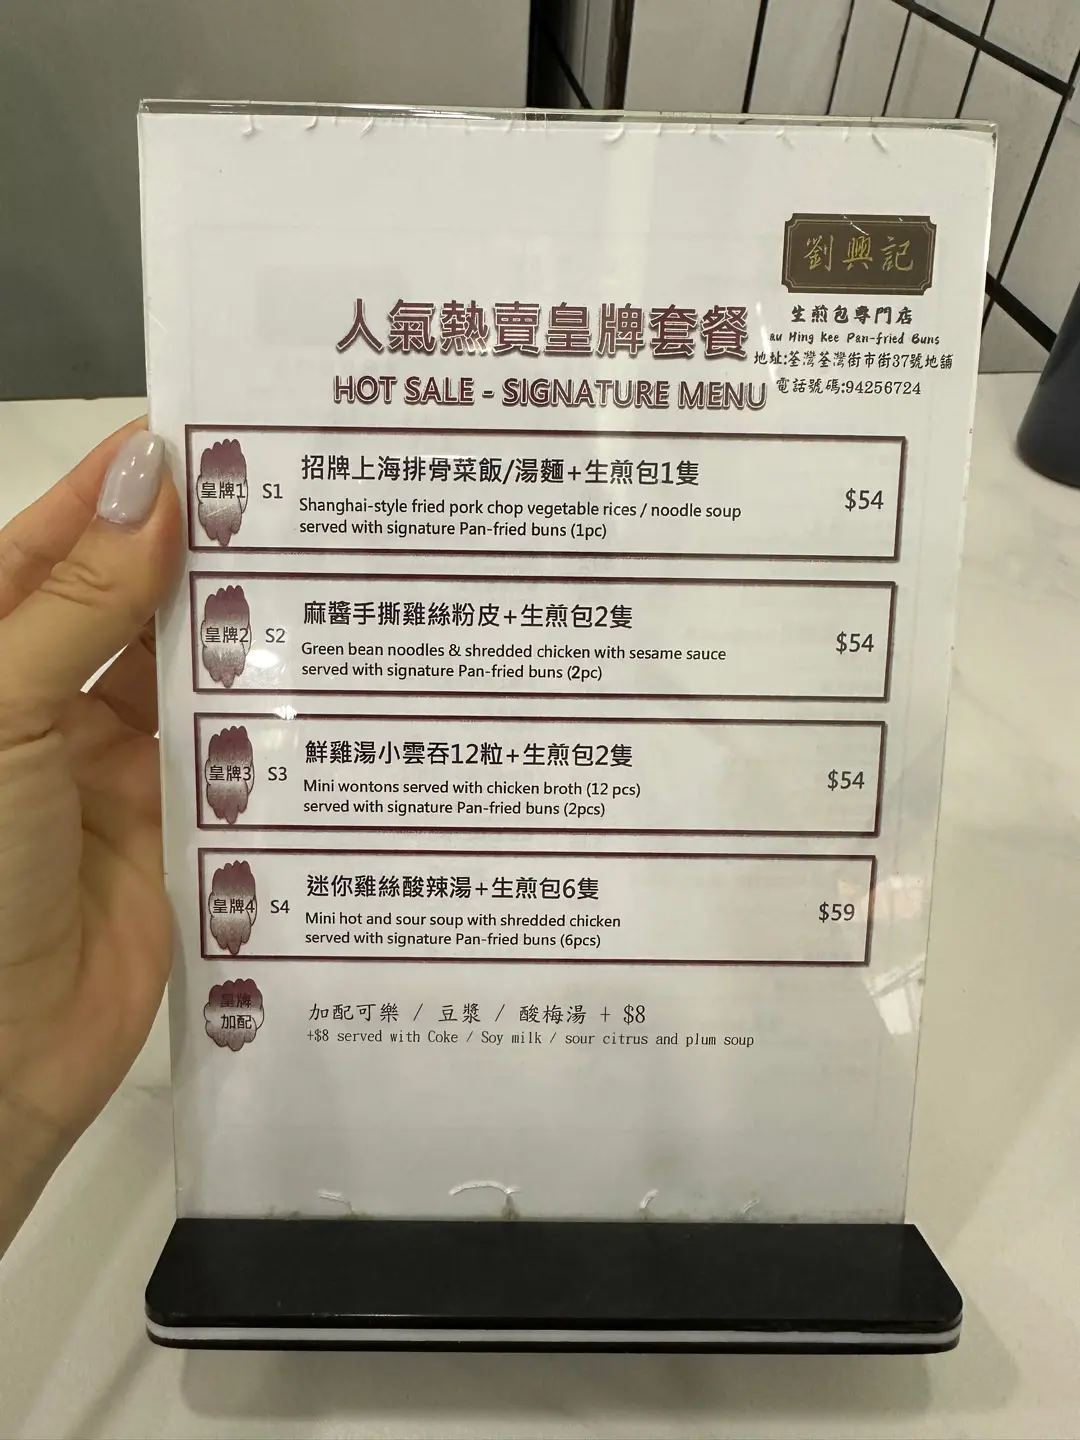 劉興記
生煎包專門店
au Hing Kee Pan-fried Buns
地址:荃灣荃灣街市街37號地舖
電話號碼:94256724
人氣熱賣皇牌套餐
HOT SALE - SIGNATURE MENU
皇牌1 S1 招牌上海排骨菜飯/湯麵+生煎包1隻 $54
Shanghai-style fried pork chop vegetable rices / noodle soup
served with signature Pan-fried buns (1pc)
皇牌2 S2 麻醬手撕雞絲粉皮+生煎包2隻 $54
Green bean noodles & shredded chicken with sesame sauce
served with signature Pan-fried buns (2pc)
皇牌3 S3 鮮雞湯小雲吞12粒+生煎包2隻 $54
Mini wontons served with chicken broth (12 pcs)
served with signature Pan-fried buns (2pcs)
皇牌4 S4 迷你雞絲酸辣湯+生煎包6隻 $59
Mini hot and sour soup with shredded chicken
served with signature Pan-fried buns (6pcs)
皇牌
加配
加配可樂 / 豆漿 / 酸梅湯 + $8
+$8 served with Coke / Soy milk / sour citrus and plum soup